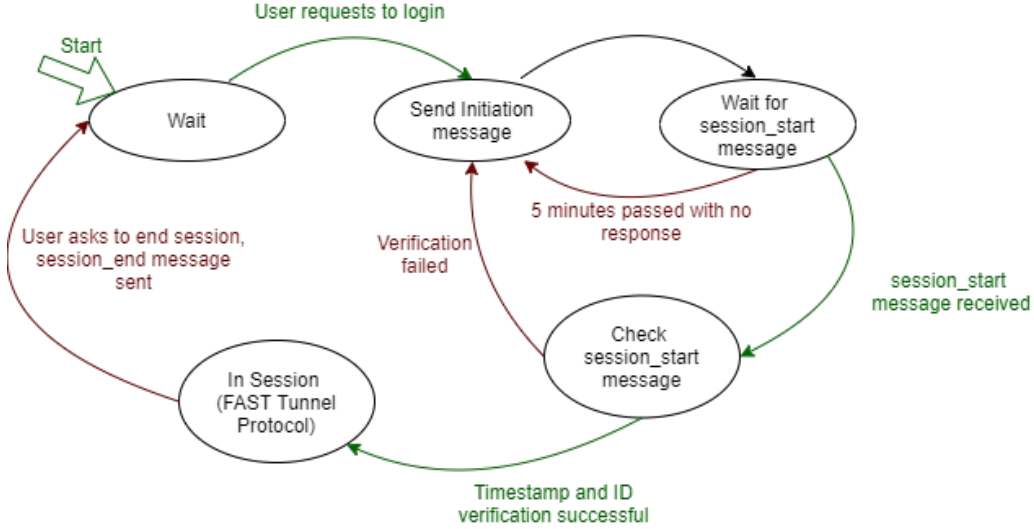 User requests to login
Start
Wait
Send Initiation
message
Wait for
session_start
message
5 minutes passed with no
response
User asks to end session,
session_end message
sent
Verification
failed
session_start
message received
Check
session_start
message
In Session
(FAST Tunnel
Protocol)
Timestamp and ID
verification successful